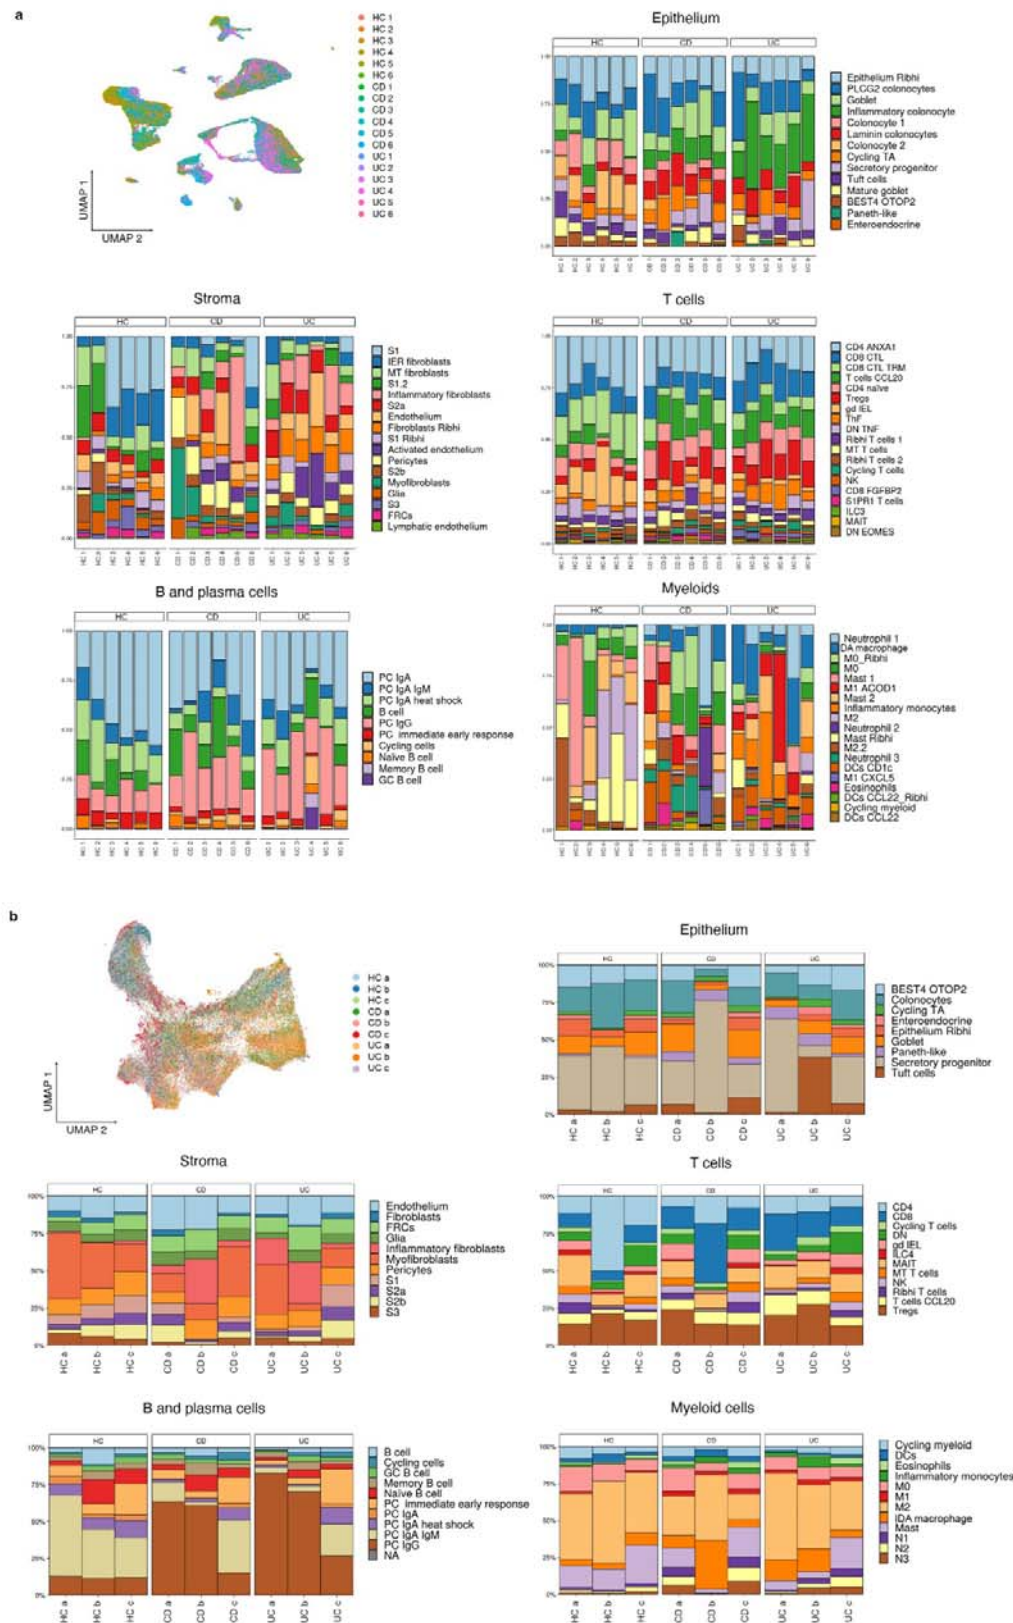 a
HC 1
HC 2
HC 3
HC 4
HC 5
HC 6
CD 1
CD 2
CD 3
CD 4
CD 5
CD 6
UC 1
UC 2
UC 3
UC 4
UC 5
UC 6
UMAP 1
UMAP 2
Epithelium
HC CD UC
Epithelium Ribhi
PLCG2 colonocytes
Goblet
Inflammatory colonocyte
Colonocyte 1
Laminin colonocytes
Colonocyte 2
Cycling TA
Secretory progenitor
Tuft cells
Mature goblet
BEST4 OTOP2
Paneth-like
Enteroendocrine
Stroma
HC CD UC
S1
IER fibroblasts
MT fibroblasts
S1.2
Inflammatory fibroblasts
S2a
Endothelium
Fibroblasts Ribhi
S1 Ribhi
Activated endothelium
Pericytes
S2b
Myofibroblasts
Glia
S3
FRCs
Lymphatic endothelium
T cells
HC CD UC
CD4 ANXA1
CD8 CTL
CD8 CTL TRM
T cells CCL20
CD4 naïve
Tregs
gd IEL
DN TNF
Ribhi T cells 1
MT T cells
Ribhi T cells 2
Cycling T cells
NK
CD8 FGFBP2
S1PR1 T cells
ILC3
MAIT
DN EOMES
B and plasma cells
HC CD UC
PC IgA
PC IgA IgM
PC IgA heat shock
B cell
PC IgG
PC immediate early response
Cycling cells
Naïve B cell
Memory B cell
GC B cell
Myeloids
HC CD UC
Neutrophil 1
DA macrophage
M0_Ribhi
M0
Mast 1
M1 ACOD1
Mast 2
Inflammatory monocytes
M2
Neutrophil 2
Mast Ribhi
M2.2
Neutrophil 3
DCs CD1c
M1 CXCL5
Eosinophils
DCs CCL22_Ribhi
Cycling myeloid
DCs CCL22
b
HC a
HC b
HC c
CD a
CD b
CD c
UC a
UC b
UC c
UMAP 1
UMAP 2
Epithelium
HC CD UC
100%
75%
50%
25%
0%
HC a HC b HC c CD a CD b CD c UC a UC b UC c
BEST4 OTOP2
Colonocytes
Cycling TA
Enteroendocrine
Epithelium Ribhi
Goblet
Paneth-like
Secretory progenitor
Tuft cells
Stroma
HC CD UC
100%
75%
50%
25%
0%
HC a HC b HC c CD a CD b CD c UC a UC b UC c
Endothelium
Fibroblasts
FRCs
Glia
Inflammatory fibroblasts
Myofibroblasts
Pericytes
S1
S2a
S2b
S3
T cells
HC CD UC
100%
75%
50%
25%
0%
HC a HC b HC c CD a CD b CD c UC a UC b UC c
CD4
CD8
Cycling T cells
DN
gd IEL
ILC4
MAIT
MT T cells
NK
Ribhi T cells
T cells CCL20
Tregs
B and plasma cells
HC CD UC
100%
75%
50%
25%
0%
HC a HC b HC c CD a CD b CD c UC a UC b UC c
B cell
Cycling cells
GC B cell
Memory B cell
Naïve B cell
PC immediate early response
PC IgA
PC IgA heat shock
PC IgA IgM
PC IgG
NA
Myeloid cells
HC CD UC
100%
75%
50%
25%
0%
HC a HC b HC c CD a CD b CD c UC a UC b UC c
Cycling myeloid
DCs
Eosinophils
Inflammatory monocytes
M0
M1
M2
IDA macrophage
Mast
N1
N2
N3